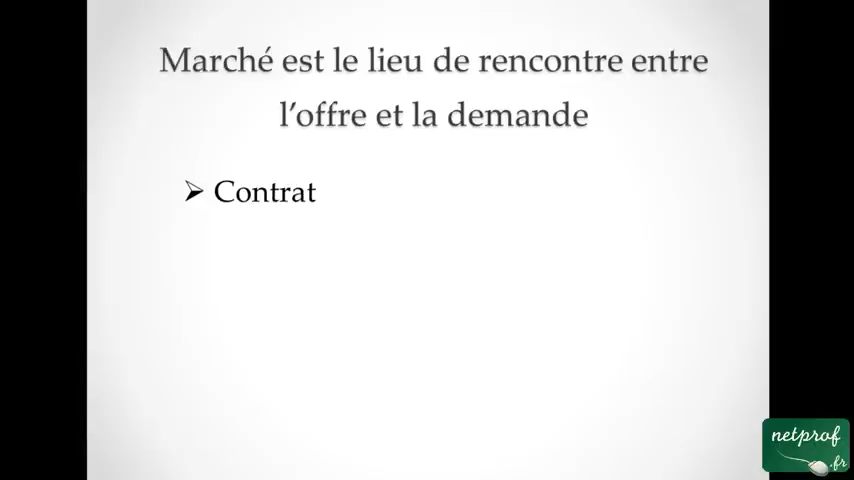 Marché est le lieu de rencontre entre
l’offre et la demande
➢ Contrat
netprof
.fr